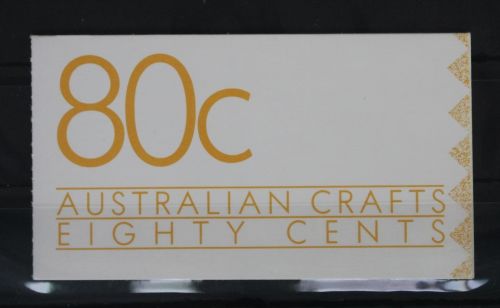 80c
AUSTRALIAN CRAFTS
EIGHTY CENTS